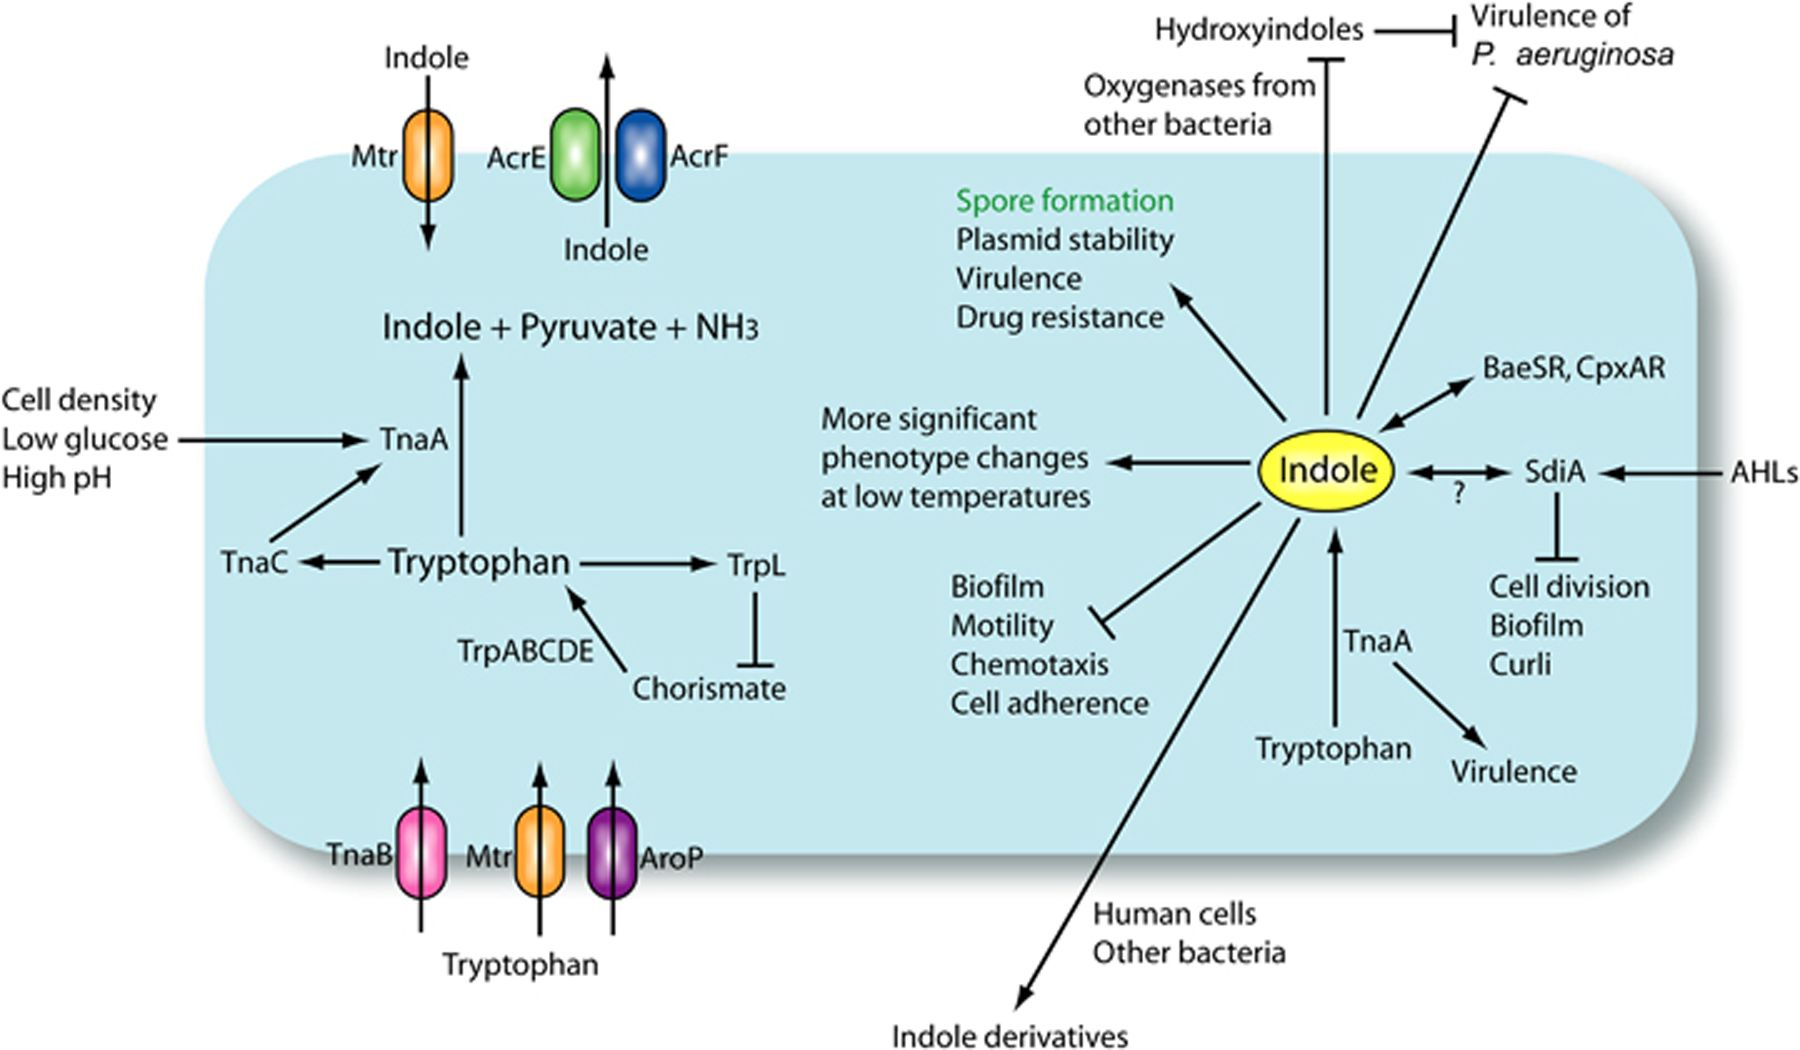 Indole
Mtr
AcrE
AcrF
Indole
Indole + Pyruvate + NH3
Cell density
Low glucose
High pH
TnaA
TnaC
Tryptophan
TrpL
TrpABCDE
Chorismate
TnaB
Mtr
AroP
Tryptophan
Hydroxyindoles
Virulence of
P. aeruginosa
Oxygenases from
other bacteria
Spore formation
Plasmid stability
Virulence
Drug resistance
BaeSR, CpxAR
More significant
phenotype changes
at low temperatures
Indole
?
SdiA
AHLs
Biofilm
Motility
Chemotaxis
Cell adherence
Cell division
Biofilm
Curli
TnaA
Tryptophan
Virulence
Human cells
Other bacteria
Indole derivatives